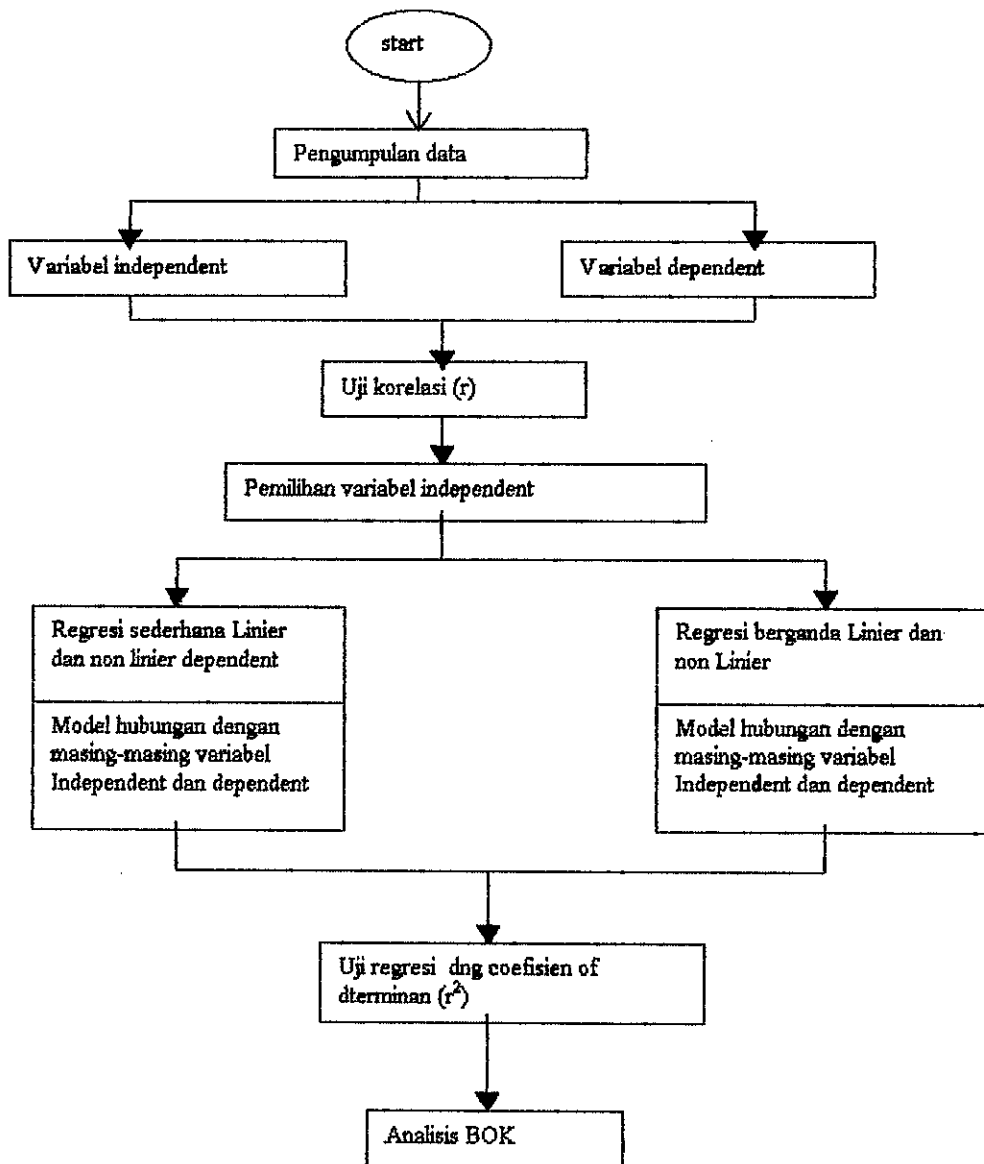 start
Pengumpulan data
Variabel independent
Variabel dependent
Uji korelasi (r)
Pemilihan variabel independent
Regresi sederhana Linier
dan non linier dependent
Model hubungan dengan
masing-masing variabel
Independent dan dependent
Regresi berganda Linier dan
non Linier
Model hubungan dengan
masing-masing variabel
Independent dan dependent
Uji regresi dng coefisien of
dterminan (r²)
Analisis BOK